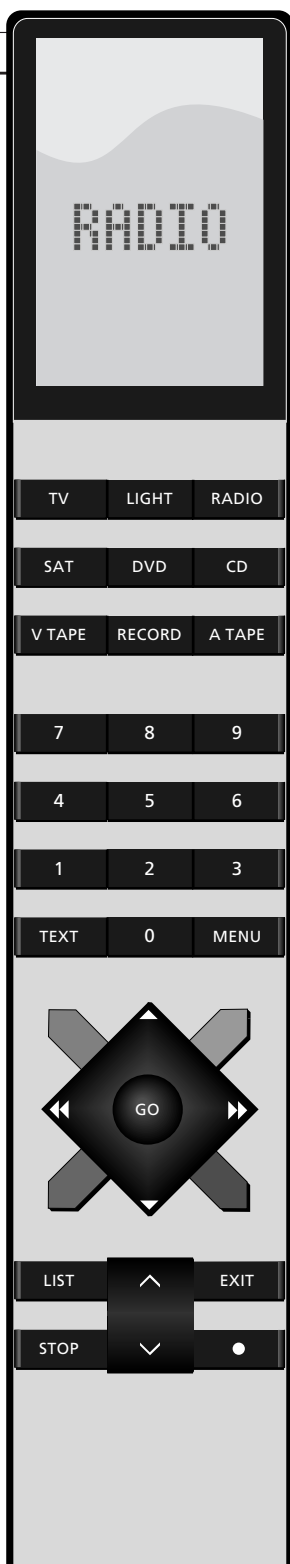 RADIO
TV LIGHT RADIO
SAT DVD CD
V TAPE RECORD A TAPE
7 8 9
4 5 6
1 2 3
TEXT 0 MENU
GO
LIST EXIT
STOP